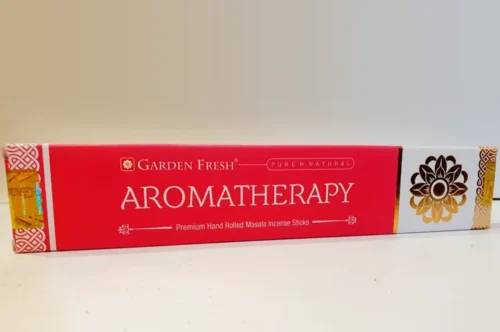 GARDEN FRESH® PURE N NATURAL
AROMATHERAPY
Premium Hand Rolled Masala Incense Sticks